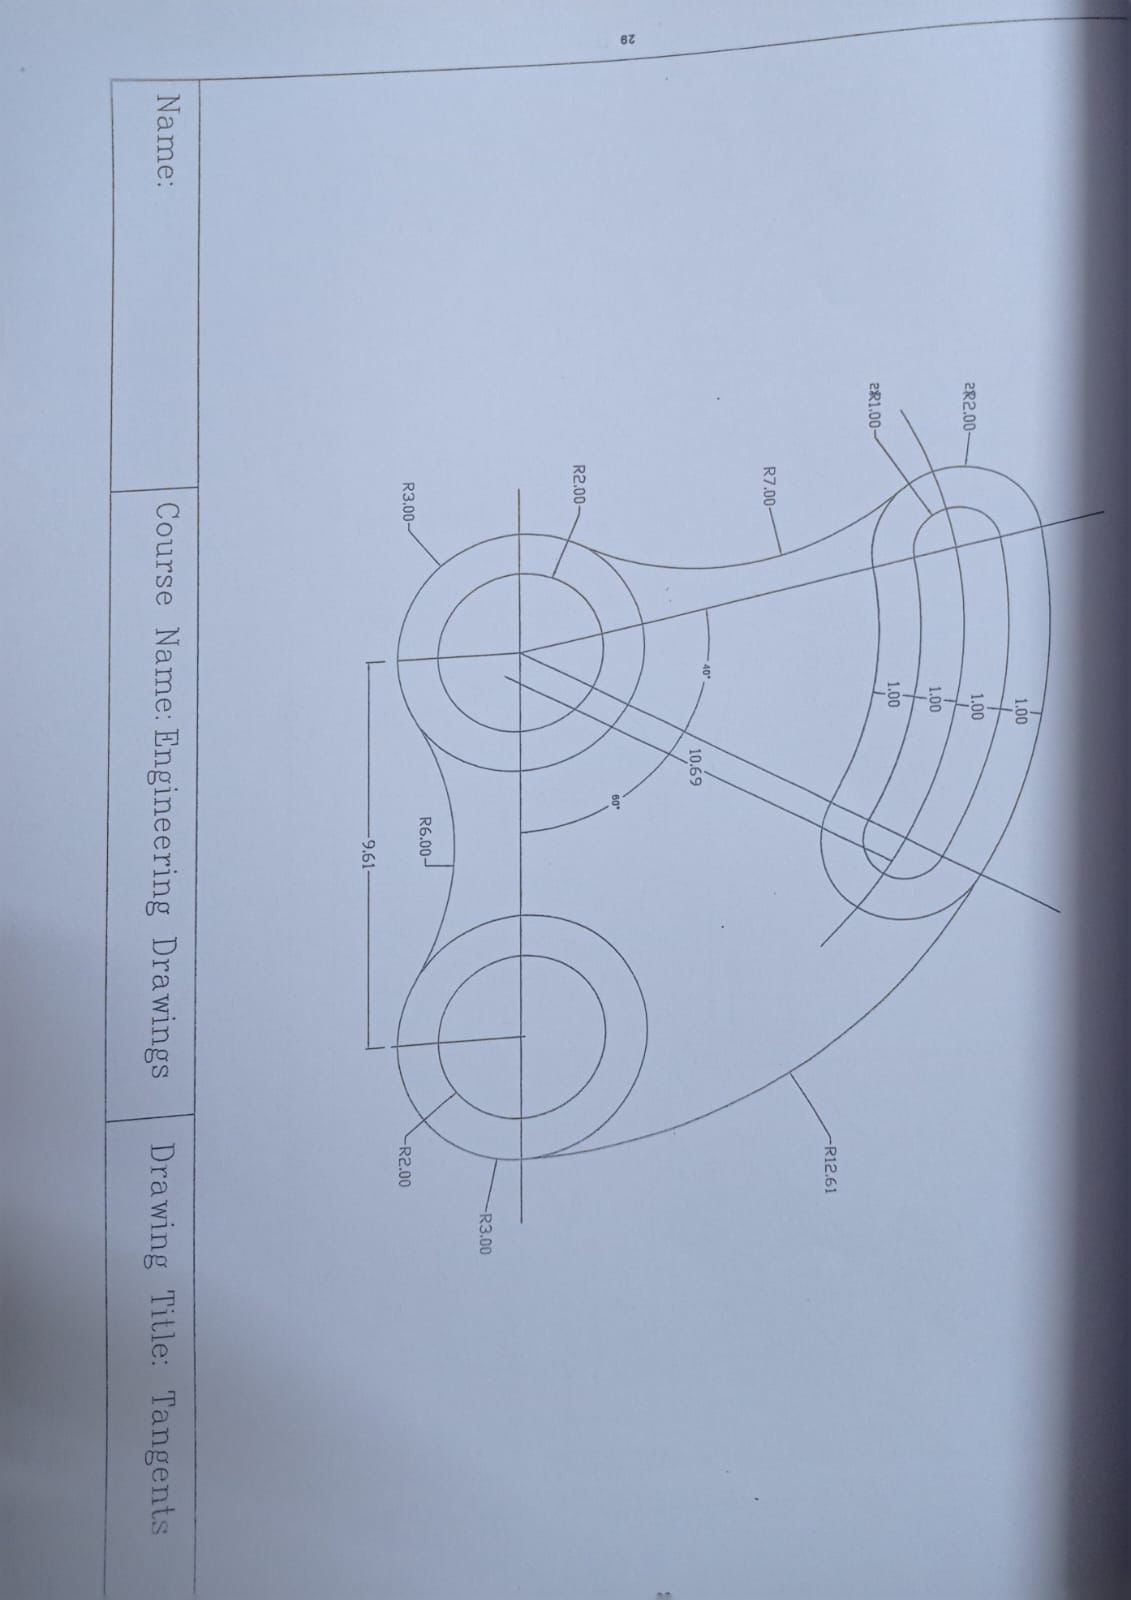 1.00
2xR2.00
1.00
1.00
1.00
2xR1.00
R12.61
R7.00
40°
10.69
60°
29
R2.00
R3.00
R6.00
R3.00
R2.00
9.61
Name:
Course Name: Engineering Drawings
Drawing Title: Tangents